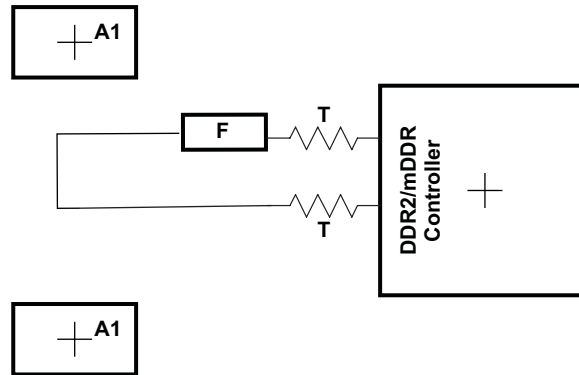 A1
T
F
DDR2/mDDR
Controller
T
A1